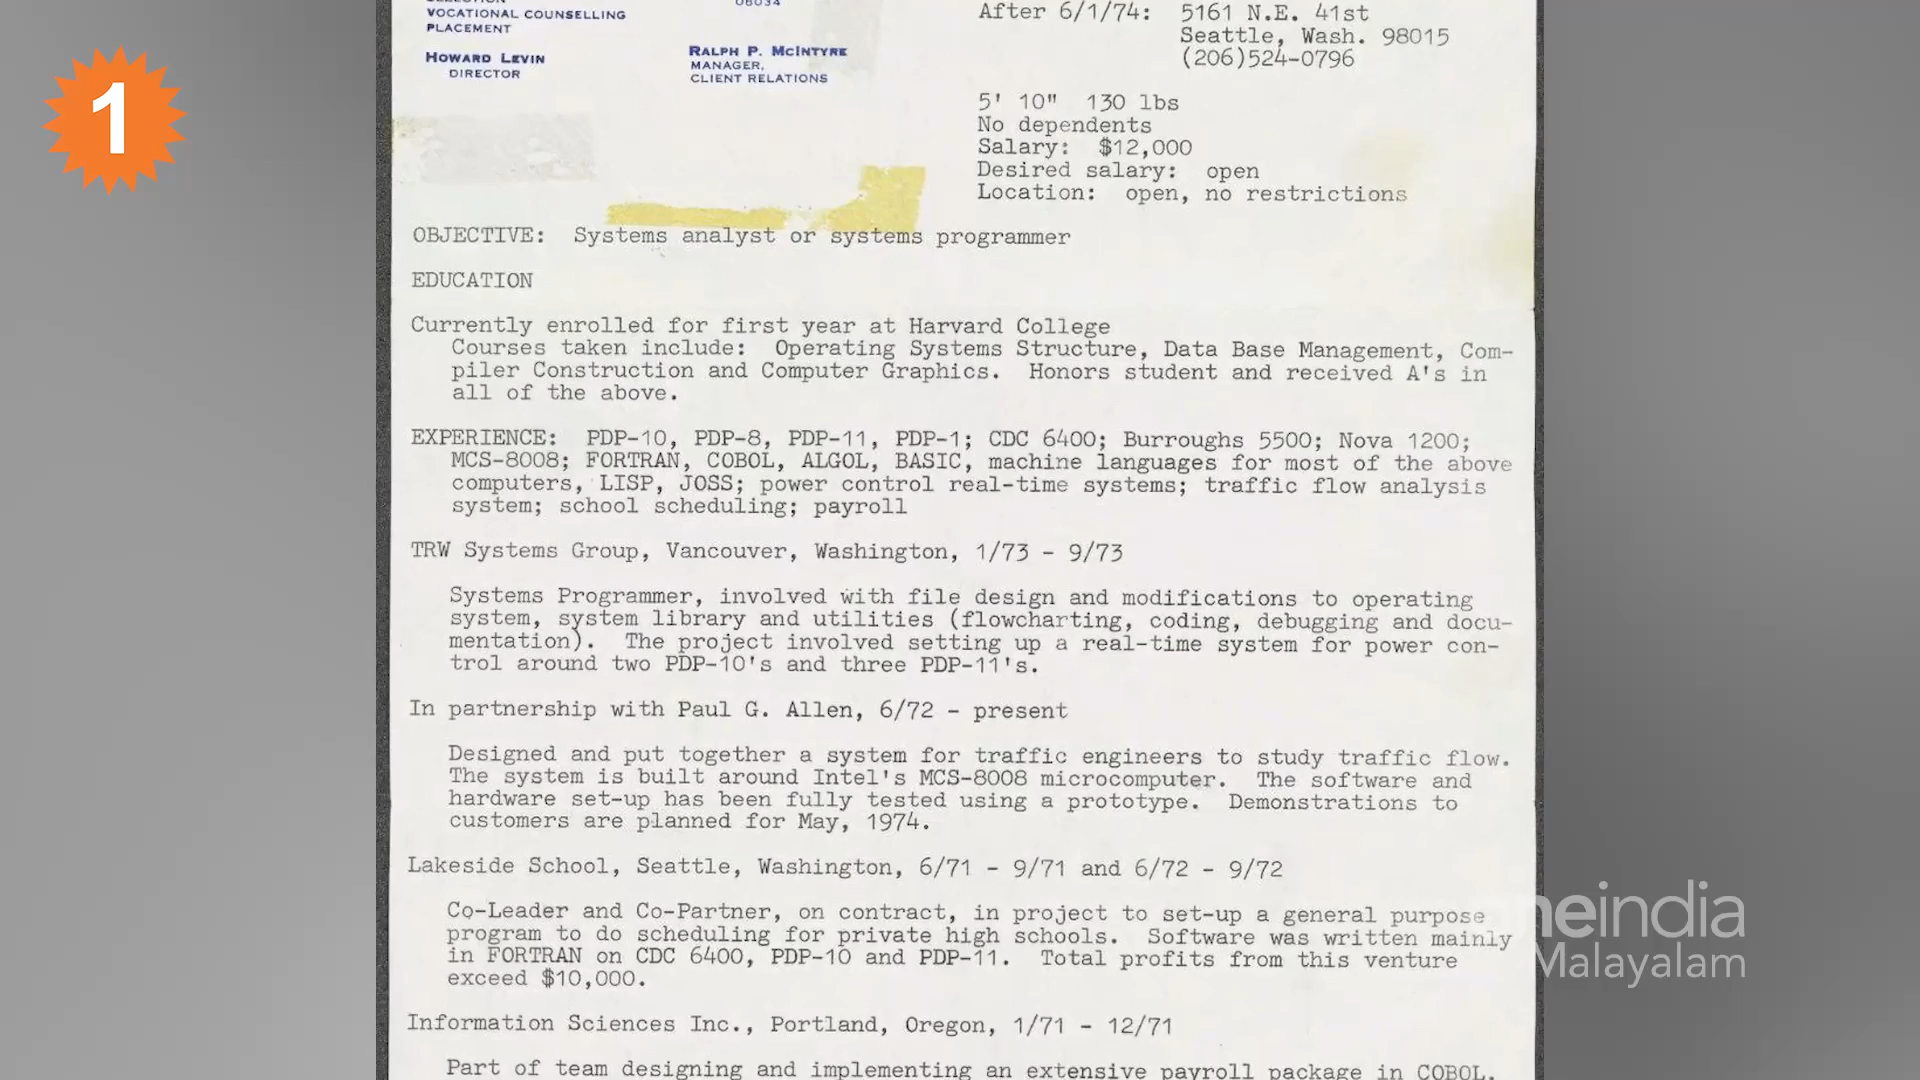 1
VOCATIONAL COUNSELLING
PLACEMENT
HOWARD LEVIN
DIRECTOR
08034
RALPH P. MCINTYRE
MANAGER,
CLIENT RELATIONS
After 6/1/74: 5161 N.E. 41st
Seattle, Wash. 98015
(206)524-0796
5' 10" 130 lbs
No dependents
Salary: $12,000
Desired salary: open
Location: open, no restrictions
OBJECTIVE: Systems analyst or systems programmer
EDUCATION
Currently enrolled for first year at Harvard College
Courses taken include: Operating Systems Structure, Data Base Management, Com-
piler Construction and Computer Graphics. Honors student and received A's in
all of the above.
EXPERIENCE: PDP-10, PDP-8, PDP-11, PDP-1; CDC 6400; Burroughs 5500; Nova 1200;
MCS-8008; FORTRAN, COBOL, ALGOL, BASIC, machine languages for most of the above
computers, LISP, JOSS; power control real-time systems; traffic flow analysis
system; school scheduling; payroll
TRW Systems Group, Vancouver, Washington, 1/73 - 9/73
Systems Programmer, involved with file design and modifications to operating
system, system library and utilities (flowcharting, coding, debugging and docu-
mentation). The project involved setting up a real-time system for power con-
trol around two PDP-10's and three PDP-11's.
In partnership with Paul G. Allen, 6/72 - present
Designed and put together a system for traffic engineers to study traffic flow.
The system is built around Intel's MCS-8008 microcomputer. The software and
hardware set-up has been fully tested using a prototype. Demonstrations to
customers are planned for May, 1974.
Lakeside School, Seattle, Washington, 6/71 - 9/71 and 6/72 - 9/72
Co-Leader and Co-Partner, on contract, in project to set-up a general purpose
program to do scheduling for private high schools. Software was written mainly
in FORTRAN on CDC 6400, PDP-10 and PDP-11. Total profits from this venture
exceed $10,000.
Information Sciences Inc., Portland, Oregon, 1/71 - 12/71
Part of team designing and implementing an extensive payroll package in COBOL.
neindia
Malayalam